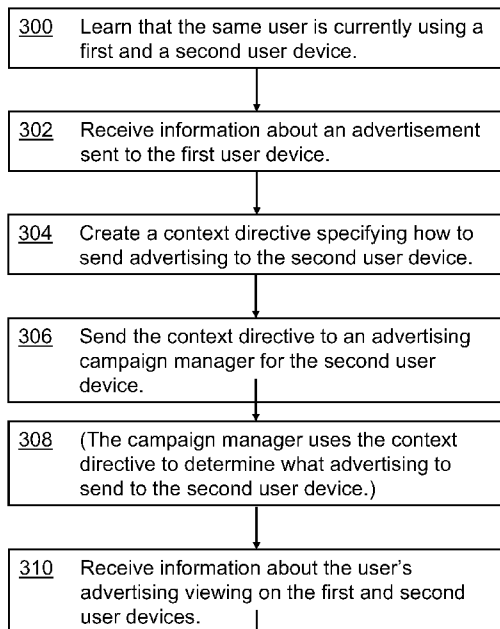 300 Learn that the same user is currently using a
first and a second user device.
302 Receive information about an advertisement
sent to the first user device.
304 Create a context directive specifying how to
send advertising to the second user device.
306 Send the context directive to an advertising
campaign manager for the second user
device.
308 (The campaign manager uses the context
directive to determine what advertising to
send to the second user device.)
310 Receive information about the user's
advertising viewing on the first and second
user devices.